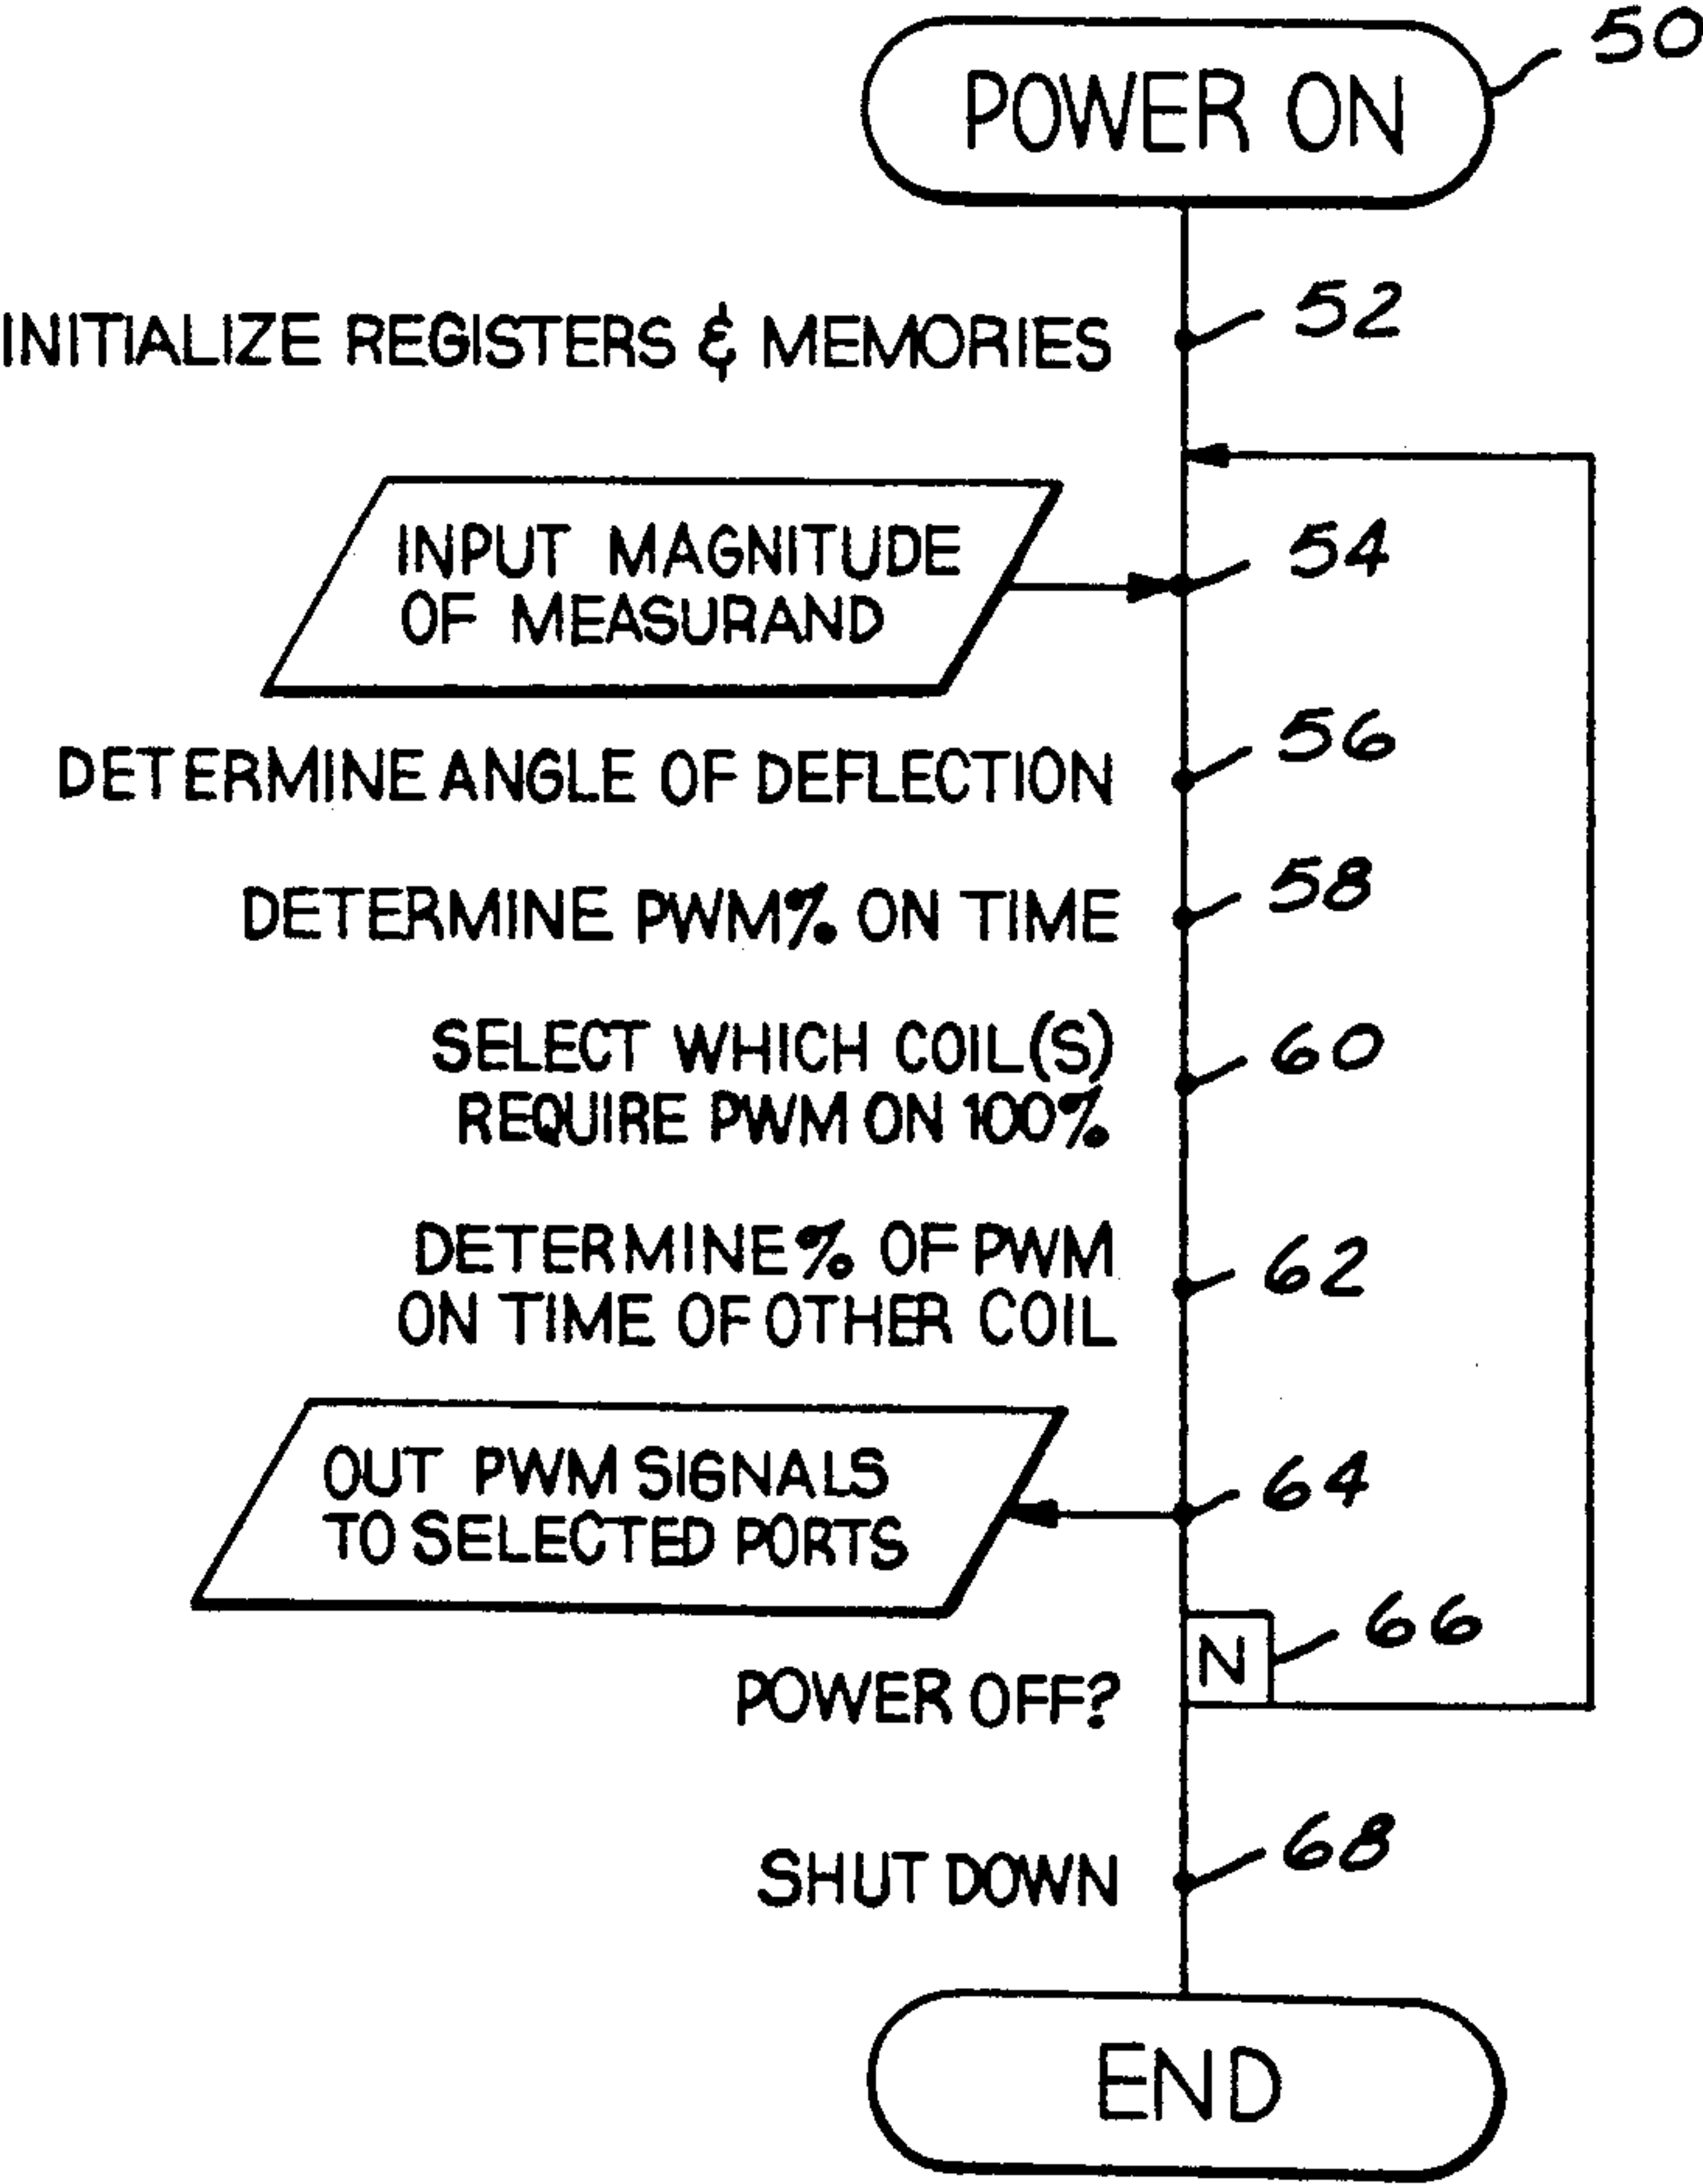 50
POWER ON
52
INITIALIZE REGISTERS & MEMORIES
INPUT MAGNITUDE
OF MEASURAND
54
56
DETERMINE ANGLE OF DEFLECTION
58
DETERMINE PWM% ON TIME
SELECT WHICH COIL(S)
REQUIRE PWM ON 100%
60
DETERMINE % OF PWM
ON TIME OF OTHER COIL
62
OUT PWM SIGNALS
TO SELECTED PORTS
64
66
N
POWER OFF?
68
SHUT DOWN
END